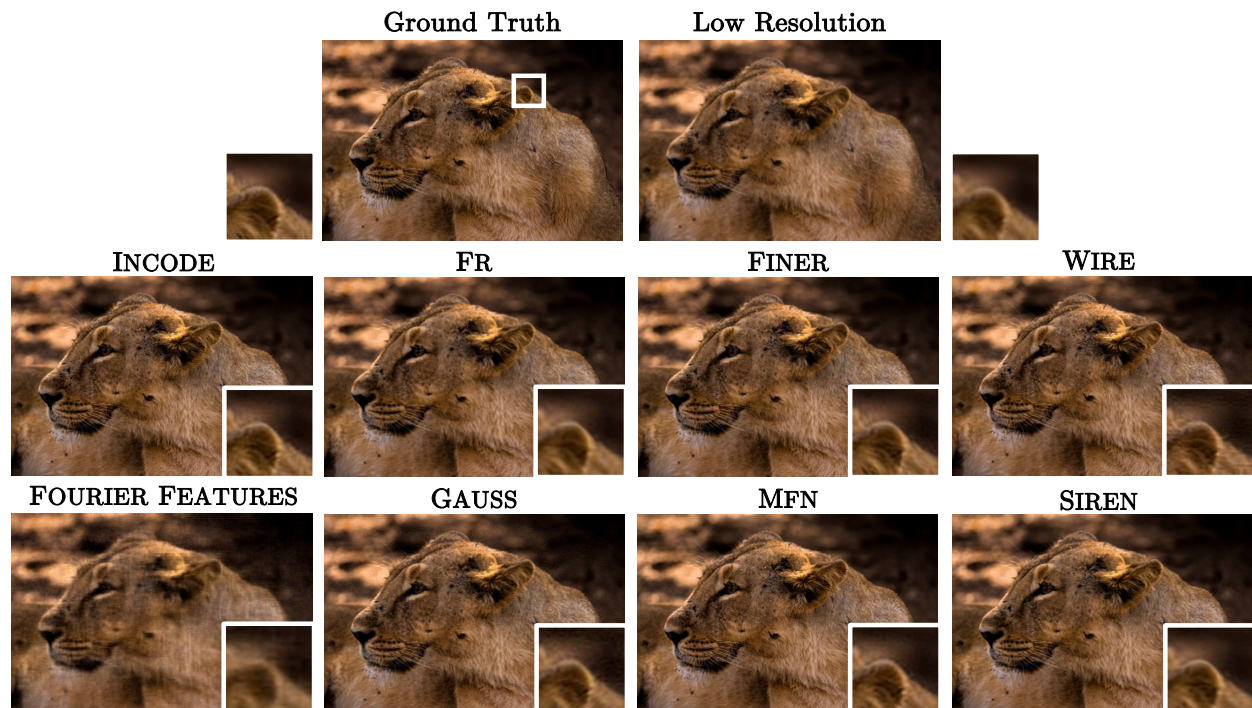 Ground Truth
Low Resolution
INCODE
FR
FINER
WIRE
FOURIER FEATURES
GAUSS
MFN
SIREN